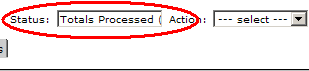 Status: Totals Processed ( Action: --- select ---
s